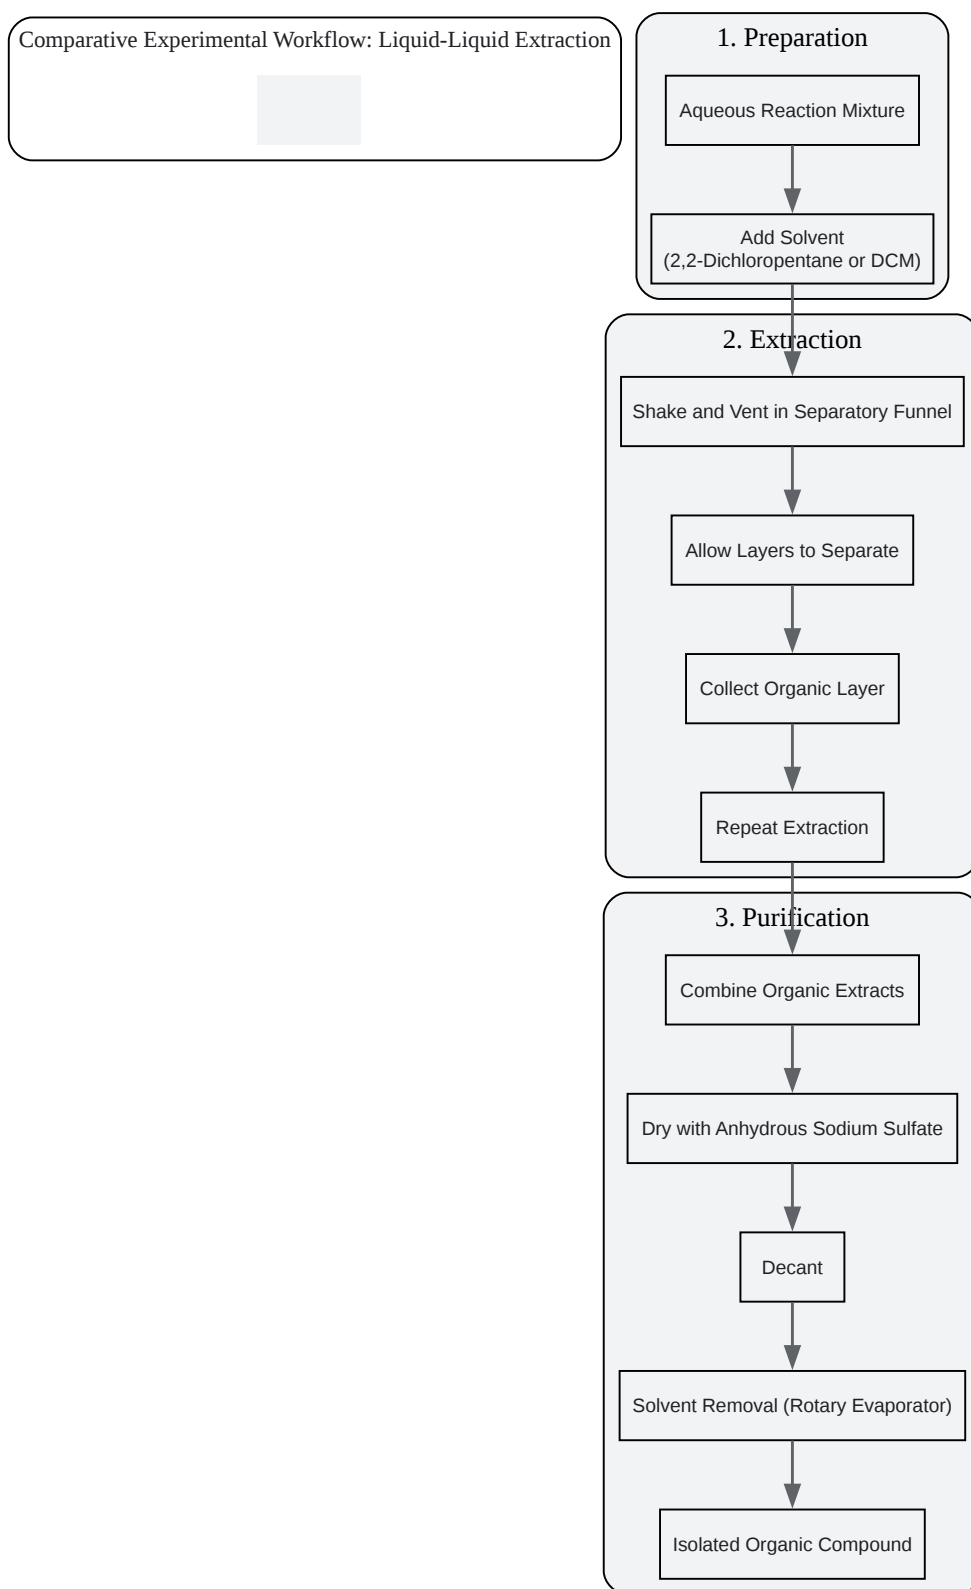 Comparative Experimental Workflow: Liquid-Liquid Extraction
1. Preparation
Aqueous Reaction Mixture
Add Solvent
(2,2-Dichloropentane or DCM)
2. Extraction
Shake and Vent in Separatory Funnel
Allow Layers to Separate
Collect Organic Layer
Repeat Extraction
3. Purification
Combine Organic Extracts
Dry with Anhydrous Sodium Sulfate
Decant
Solvent Removal (Rotary Evaporator)
Isolated Organic Compound